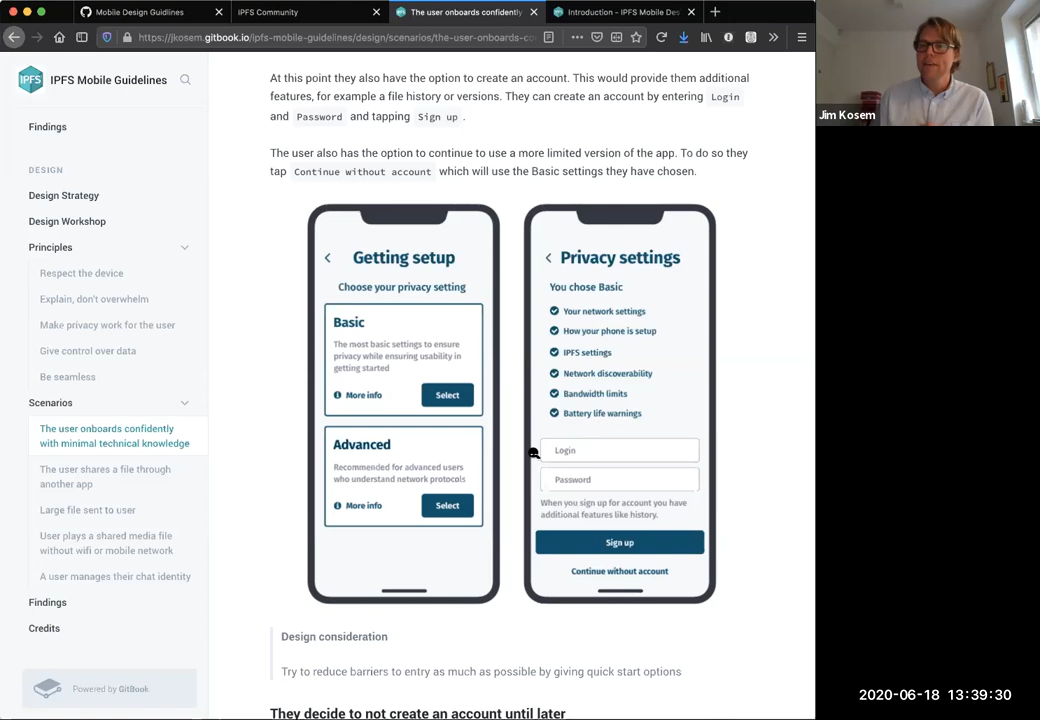 Mobile Design Guidlines
IPFS Community
The user onboards confidently
Introduction - IPFS Mobile Des
https://jkosem.gitbook.io/ipfs-mobile-guidelines/design/scenarios/the-user-onboards-co
IPFS
IPFS Mobile Guidelines
Findings
DESIGN
Design Strategy
Design Workshop
Principles
Respect the device
Explain, don't overwhelm
Make privacy work for the user
Give control over data
Be seamless
Scenarios
The user onboards confidently
with minimal technical knowledge
The user shares a file through
another app
Large file sent to user
User plays a shared media file
without wifi or mobile network
A user manages their chat identity
Findings
Credits
Powered by GitBook
At this point they also have the option to create an account. This would provide them additional
features, for example a file history or versions. They can create an account by entering Login
and Password and tapping Sign up .
The user also has the option to continue to use a more limited version of the app. To do so they
tap Continue without account which will use the Basic settings they have chosen.
Getting setup
Choose your privacy setting
Basic
The most basic settings to ensure
privacy while ensuring usability in
getting started
More info
Select
Advanced
Recommended for advanced users
who understand network protocols
More info
Select
Privacy settings
You chose Basic
Your network settings
How your phone is setup
IPFS settings
Network discoverability
Bandwidth limits
Battery life warnings
Login
Password
When you sign up for account you have
additional features like history.
Sign up
Continue without account
Design consideration
Try to reduce barriers to entry as much as possible by giving quick start options
They decide to not create an account until later
Jim Kosem
2020-06-18 13:39:30